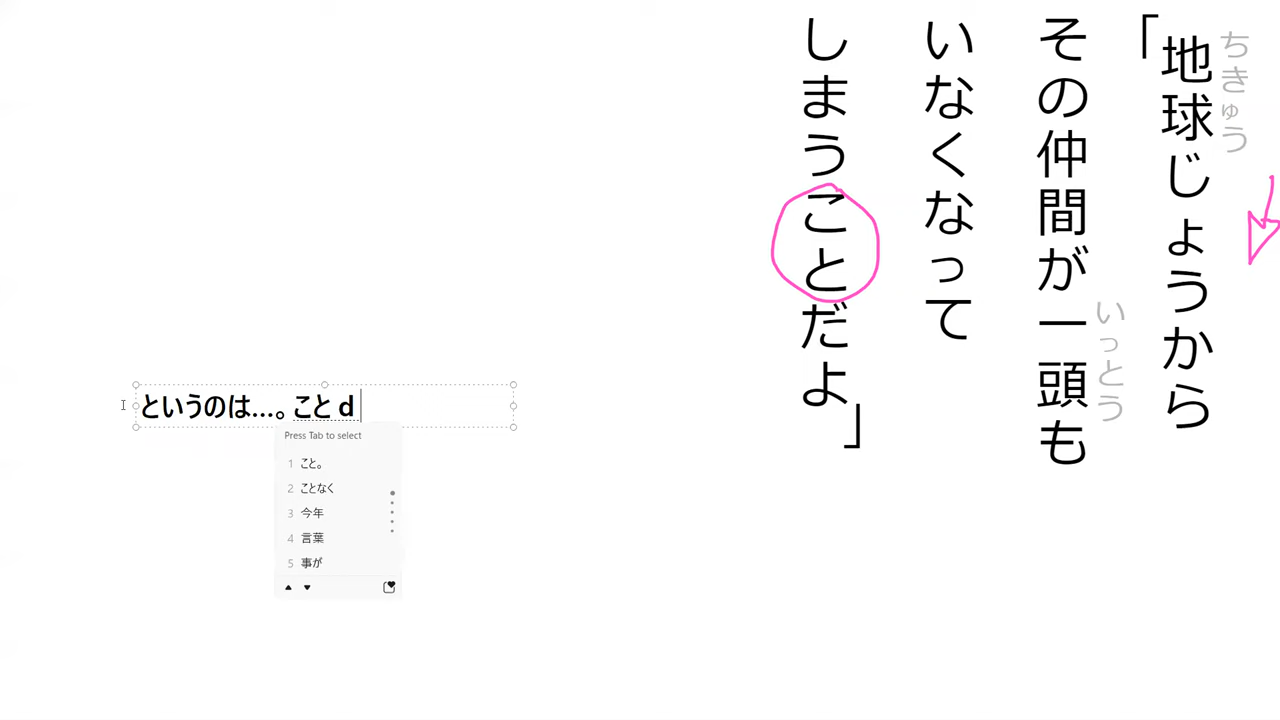 「地球じょうから
ちきゅう
その仲間が一頭も
いっとう
いなくなって
しまうことだよ」
というのは…。こと d
Press Tab to select
1 こと。
2 ことなく
3 今年
4 言葉
5 事が